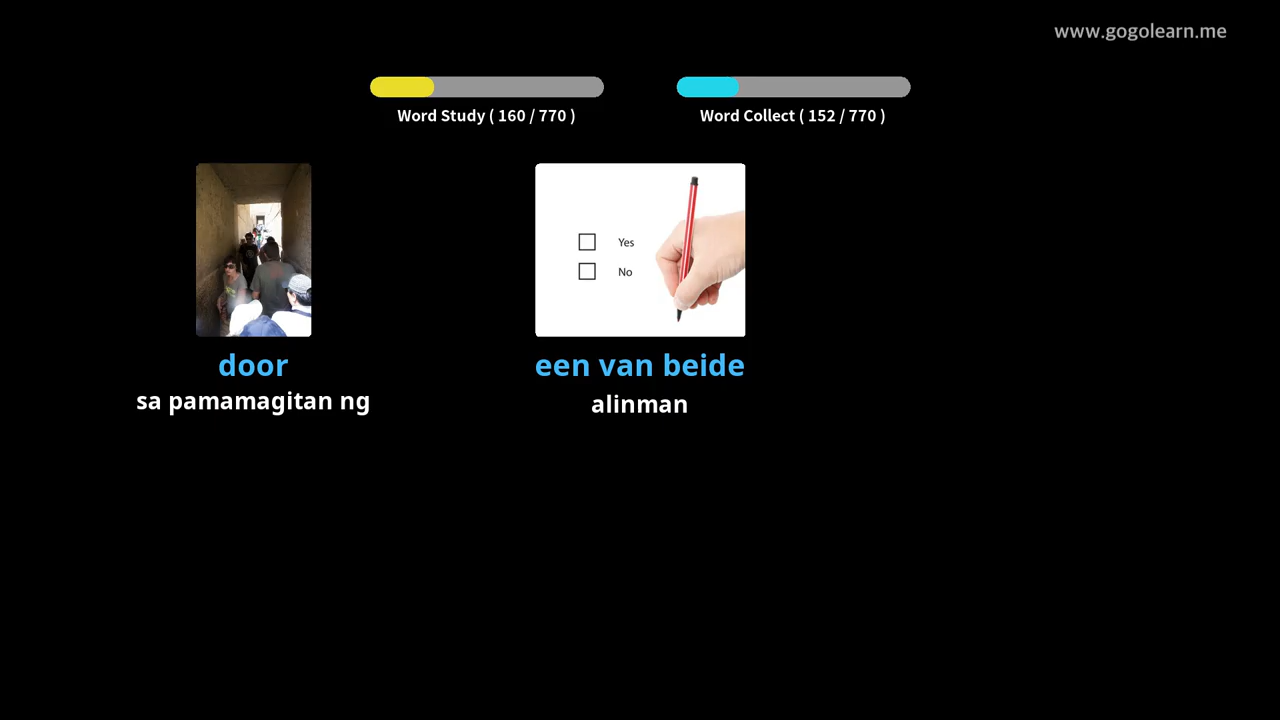 www.gogolearn.me
Word Study ( 160 / 770 )
Word Collect ( 152 / 770 )
Yes
No
door
sa pamamagitan ng
een van beide
alinman